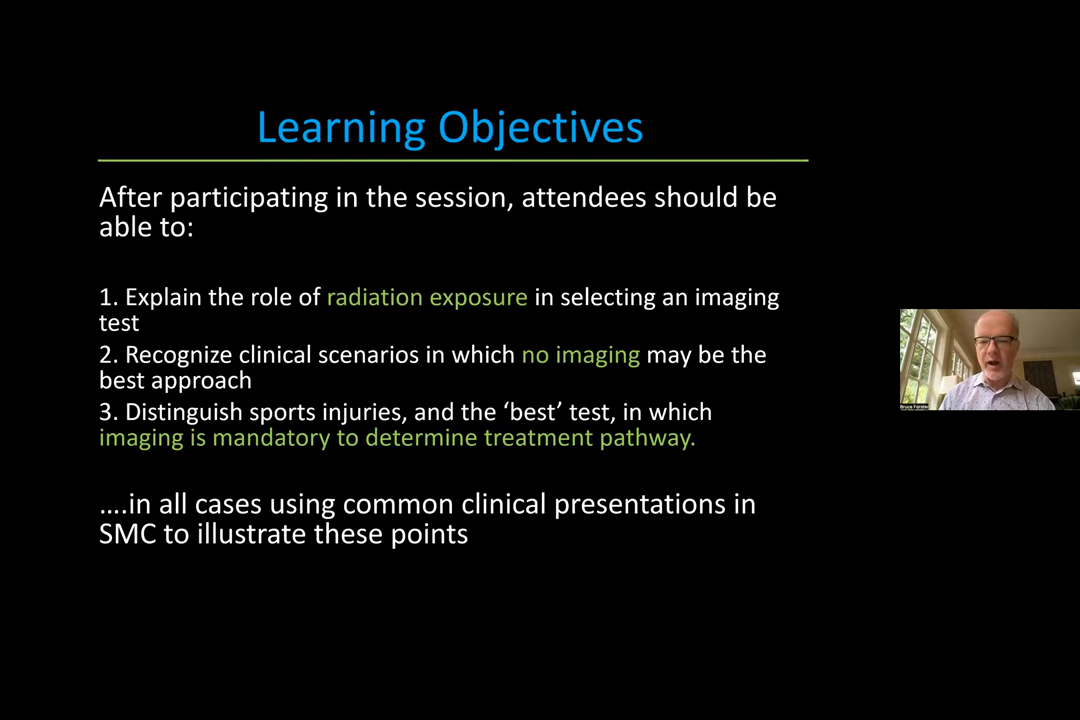 Learning Objectives
After participating in the session, attendees should be
able to:
1. Explain the role of radiation exposure in selecting an imaging
test
2. Recognize clinical scenarios in which no imaging may be the
best approach
3. Distinguish sports injuries, and the ‘best’ test, in which
imaging is mandatory to determine treatment pathway.
….in all cases using common clinical presentations in
SMC to illustrate these points
Bruce Forster